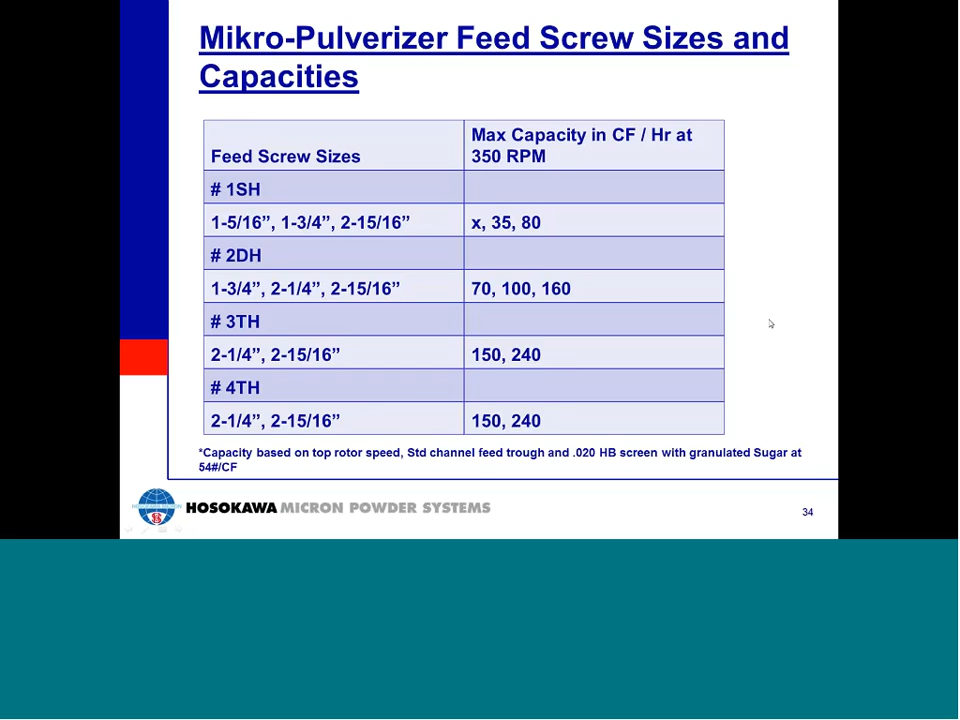 Mikro-Pulverizer Feed Screw Sizes and
Capacities
Feed Screw Sizes
Max Capacity in CF / Hr at
350 RPM
# 1SH
1-5/16”, 1-3/4”, 2-15/16” x, 35, 80
# 2DH
1-3/4”, 2-1/4”, 2-15/16” 70, 100, 160
# 3TH
2-1/4”, 2-15/16” 150, 240
# 4TH
2-1/4”, 2-15/16” 150, 240
*Capacity based on top rotor speed, Std channel feed trough and .020 HB screen with granulated Sugar at
54#/CF
HOSOKAWA MICRON POWDER SYSTEMS
34